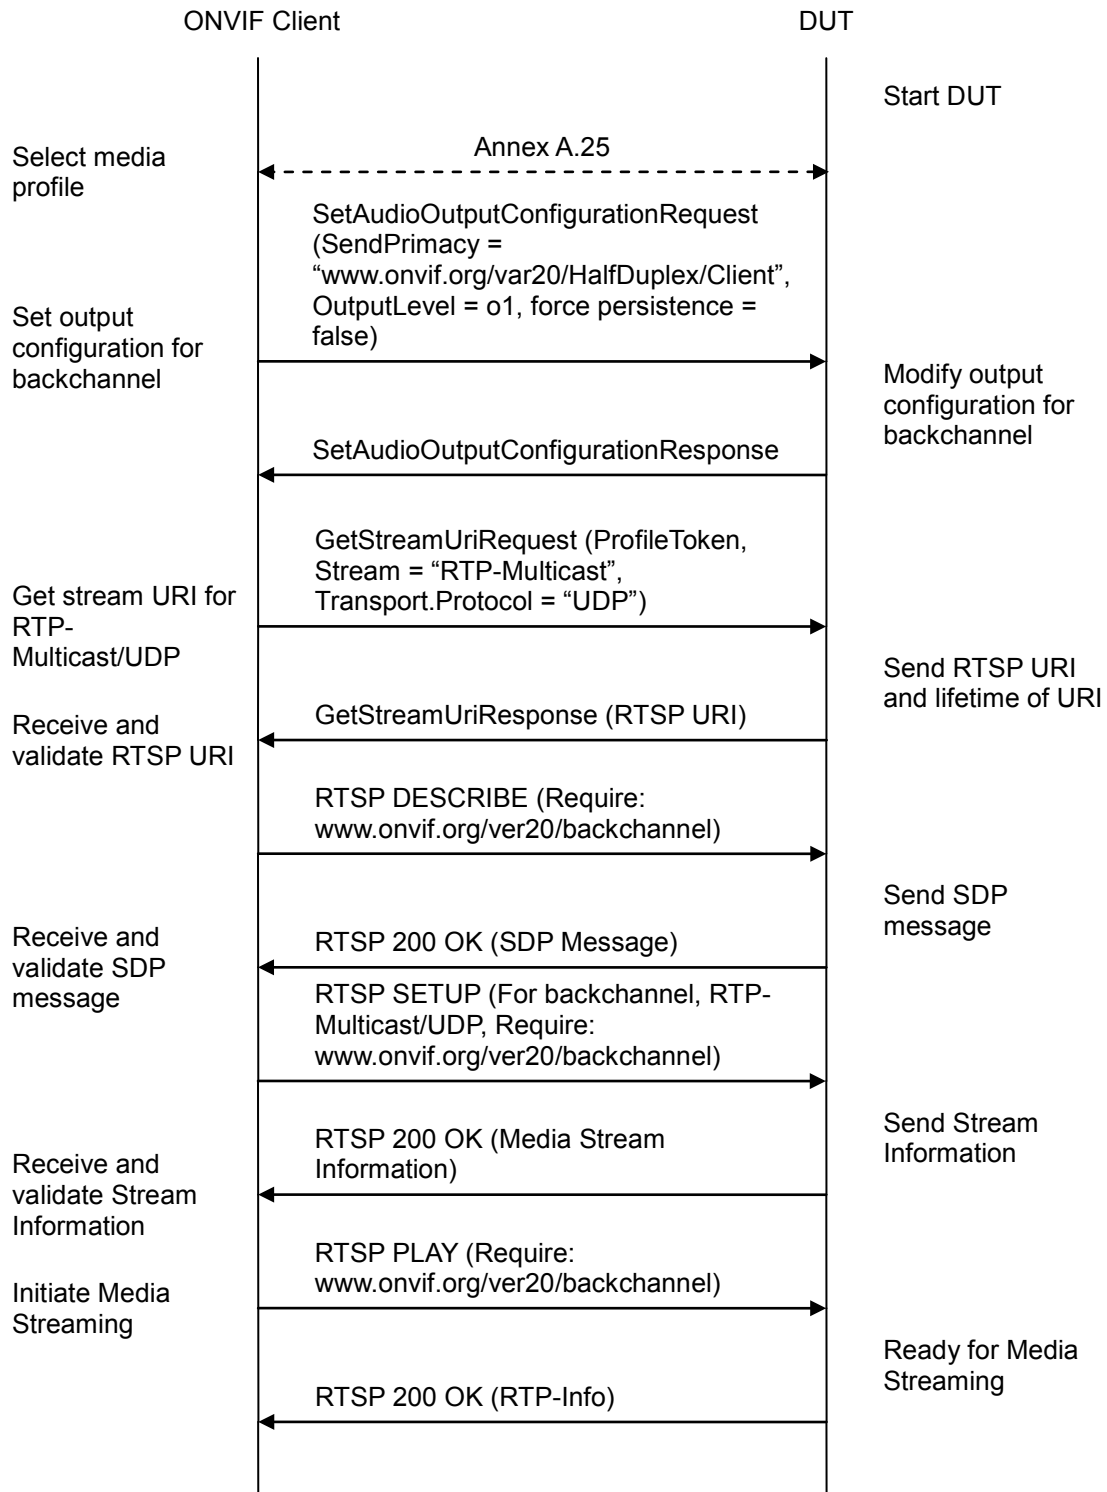 ONVIF Client
DUT
Start DUT
Annex A.25
Select media
profile
SetAudioOutputConfigurationRequest
(SendPrimacy =
“www.onvif.org/var20/HalfDuplex/Client”,
OutputLevel = o1, force persistence =
false)
Set output
configuration for
backchannel
Modify output
configuration for
backchannel
SetAudioOutputConfigurationResponse
GetStreamUriRequest (ProfileToken,
Stream = “RTP-Multicast”,
Transport.Protocol = “UDP”)
Get stream URI for
RTP-
Multicast/UDP
Send RTSP URI
and lifetime of URI
GetStreamUriResponse (RTSP URI)
Receive and
validate RTSP URI
RTSP DESCRIBE (Require:
www.onvif.org/ver20/backchannel)
Send SDP
message
Receive and
validate SDP
message
RTSP 200 OK (SDP Message)
RTSP SETUP (For backchannel, RTP-
Multicast/UDP, Require:
www.onvif.org/ver20/backchannel)
Send Stream
Information
RTSP 200 OK (Media Stream
Information)
Receive and
validate Stream
Information
RTSP PLAY (Require:
www.onvif.org/ver20/backchannel)
Initiate Media
Streaming
Ready for Media
Streaming
RTSP 200 OK (RTP-Info)